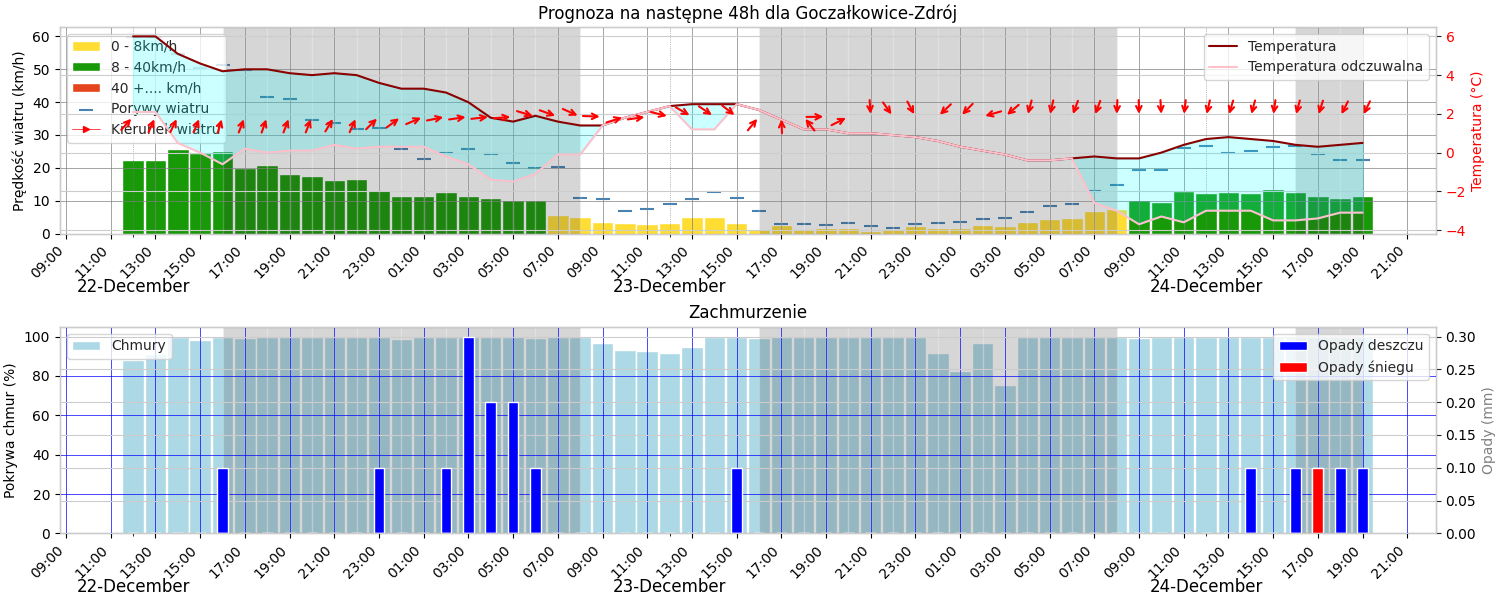 Prognoza na następne 48h dla Goczałkowice-Zdrój
Prędkość wiatru (km/h)
60
50
40
30
20
10
0
0 - 8km/h
8 - 40km/h
40 +.... km/h
Porywy wiatru
Kierunek wiatru
Temperatura
Temperatura odczuwalna
6
4
2
0
−2
−4
Temperatura (°C)
09:00 11:00 13:00 15:00 17:00 19:00 21:00 23:00 01:00 03:00 05:00 07:00 09:00 11:00 13:00 15:00 17:00 19:00 21:00 23:00 01:00 03:00 05:00 07:00 09:00 11:00 13:00 15:00 17:00 19:00 21:00
22-December 23-December 24-December
Zachmurzenie
Pokrywa chmur (%)
100
80
60
40
20
0
Chmury
Opady deszczu
Opady śniegu
0.30
0.25
0.20
0.15
0.10
0.05
0.00
Opady (mm)
09:00 11:00 13:00 15:00 17:00 19:00 21:00 23:00 01:00 03:00 05:00 07:00 09:00 11:00 13:00 15:00 17:00 19:00 21:00 23:00 01:00 03:00 05:00 07:00 09:00 11:00 13:00 15:00 17:00 19:00 21:00
22-December 23-December 24-December